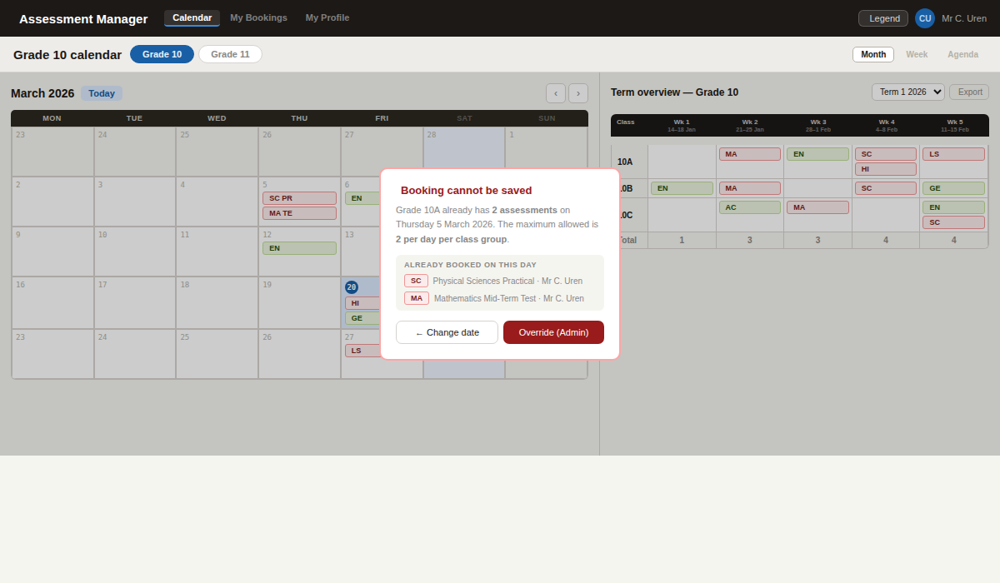 Assessment Manager
Calendar
My Bookings
My Profile
Legend
CU
Mr C. Uren
Grade 10 calendar
Grade 10
Grade 11
Month
Week
Agenda
March 2026
Today
‹
›
MON TUE WED THU FRI SAT SUN
23 24 25 26 27 28 1
2 3 4 5 6
SC PR
MA TE
EN
9 10 11 12 13
EN
16 17 18 19 20
HI
GE
23 24 25 26 27
LS
Term overview — Grade 10
Term 1 2026
Export
Class Wk 1 Wk 2 Wk 3 Wk 4 Wk 5
14–18 Jan 21–25 Jan 28–1 Feb 4–8 Feb 11–15 Feb
10A MA EN SC LS
HI
EN MA SC GE
AC MA EN
SC
1 3 3 4 4
Booking cannot be saved
Grade 10A already has 2 assessments on
Thursday 5 March 2026. The maximum allowed is
2 per day per class group.
ALREADY BOOKED ON THIS DAY
SC Physical Sciences Practical · Mr C. Uren
MA Mathematics Mid-Term Test · Mr C. Uren
← Change date
Override (Admin)